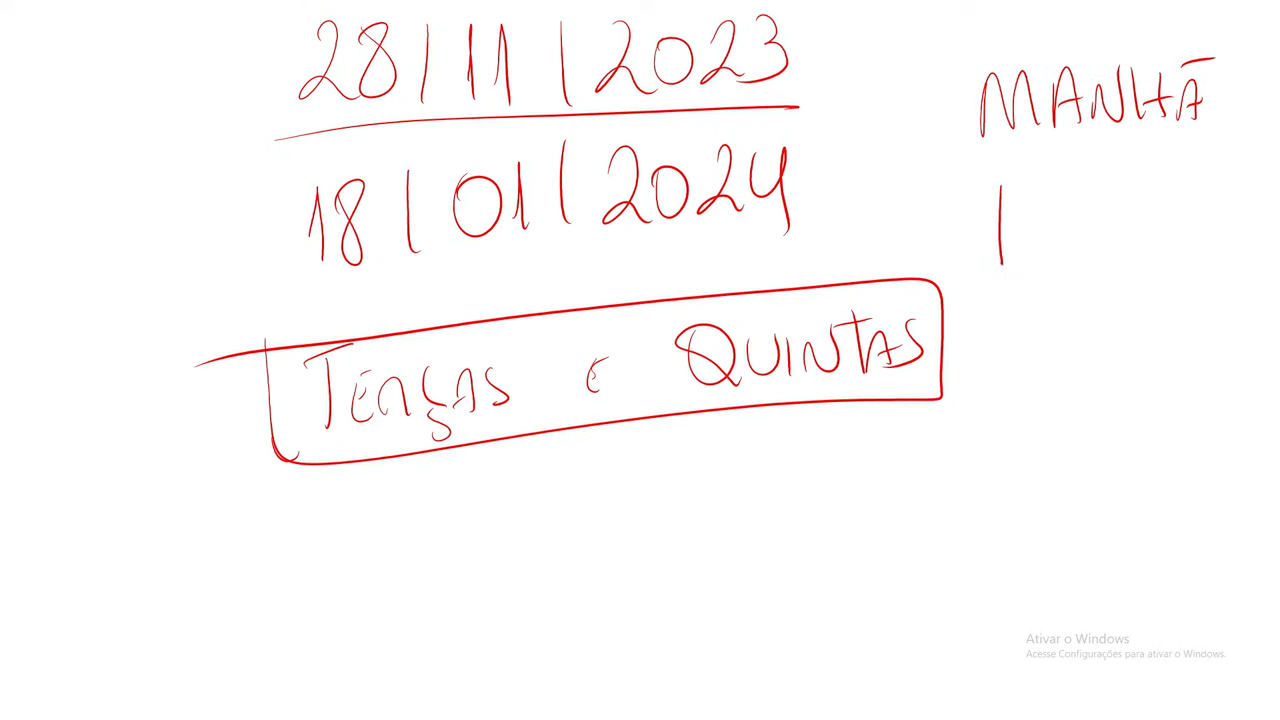 28/11/2023
MANHÃ
18/01/2024
TERÇAS E QUINTAS
Ativar o Windows
Acesse Configurações para ativar o Windows.